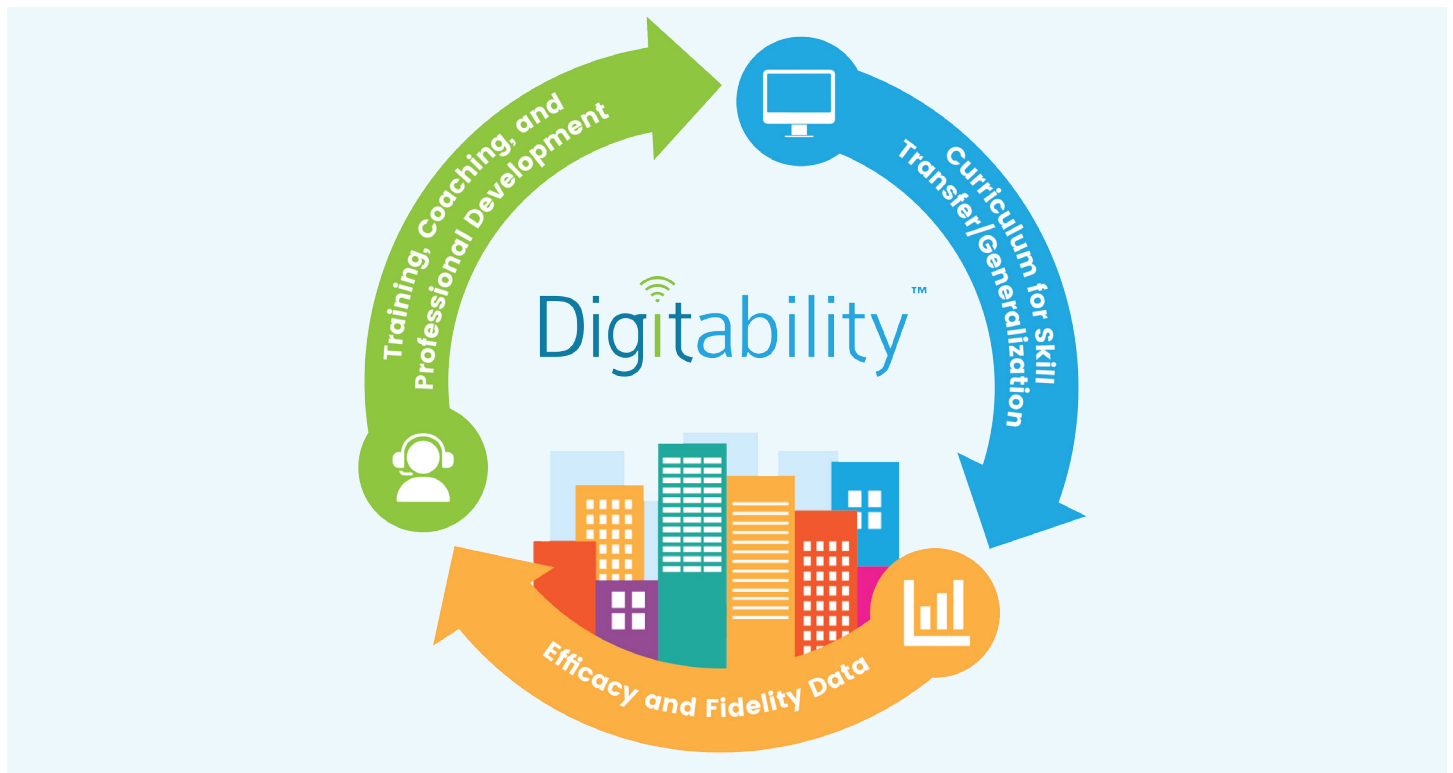 Training, Coaching, and
Professional Development
Curriculum for Skill
Transfer/Generalization
Digitability™
Efficacy and Fidelity Data